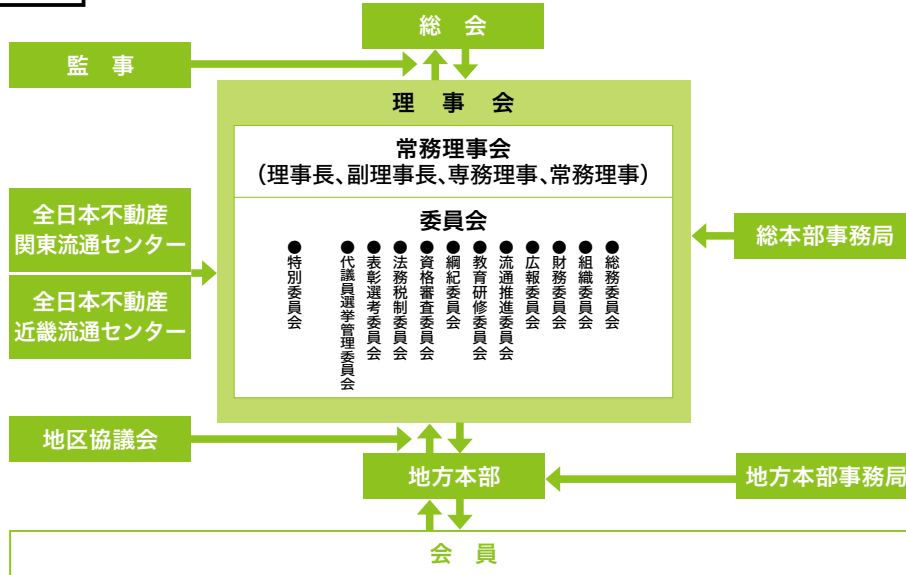 総 会
監 事
理 事 会
常務理事会
（理事長、副理事長、専務理事、常務理事）
全日本不動産
関東流通センター
全日本不動産
近畿流通センター
総本部事務局
委員会
●総務委員会
●組織委員会
●財務委員会
●広報委員会
●流通推進委員会
●教育研修委員会
●綱紀委員会
●資格審査委員会
●法務税制委員会
●表彰選考委員会
●代議員選挙管理委員会
●特別委員会
地区協議会
地方本部
地方本部事務局
会 員